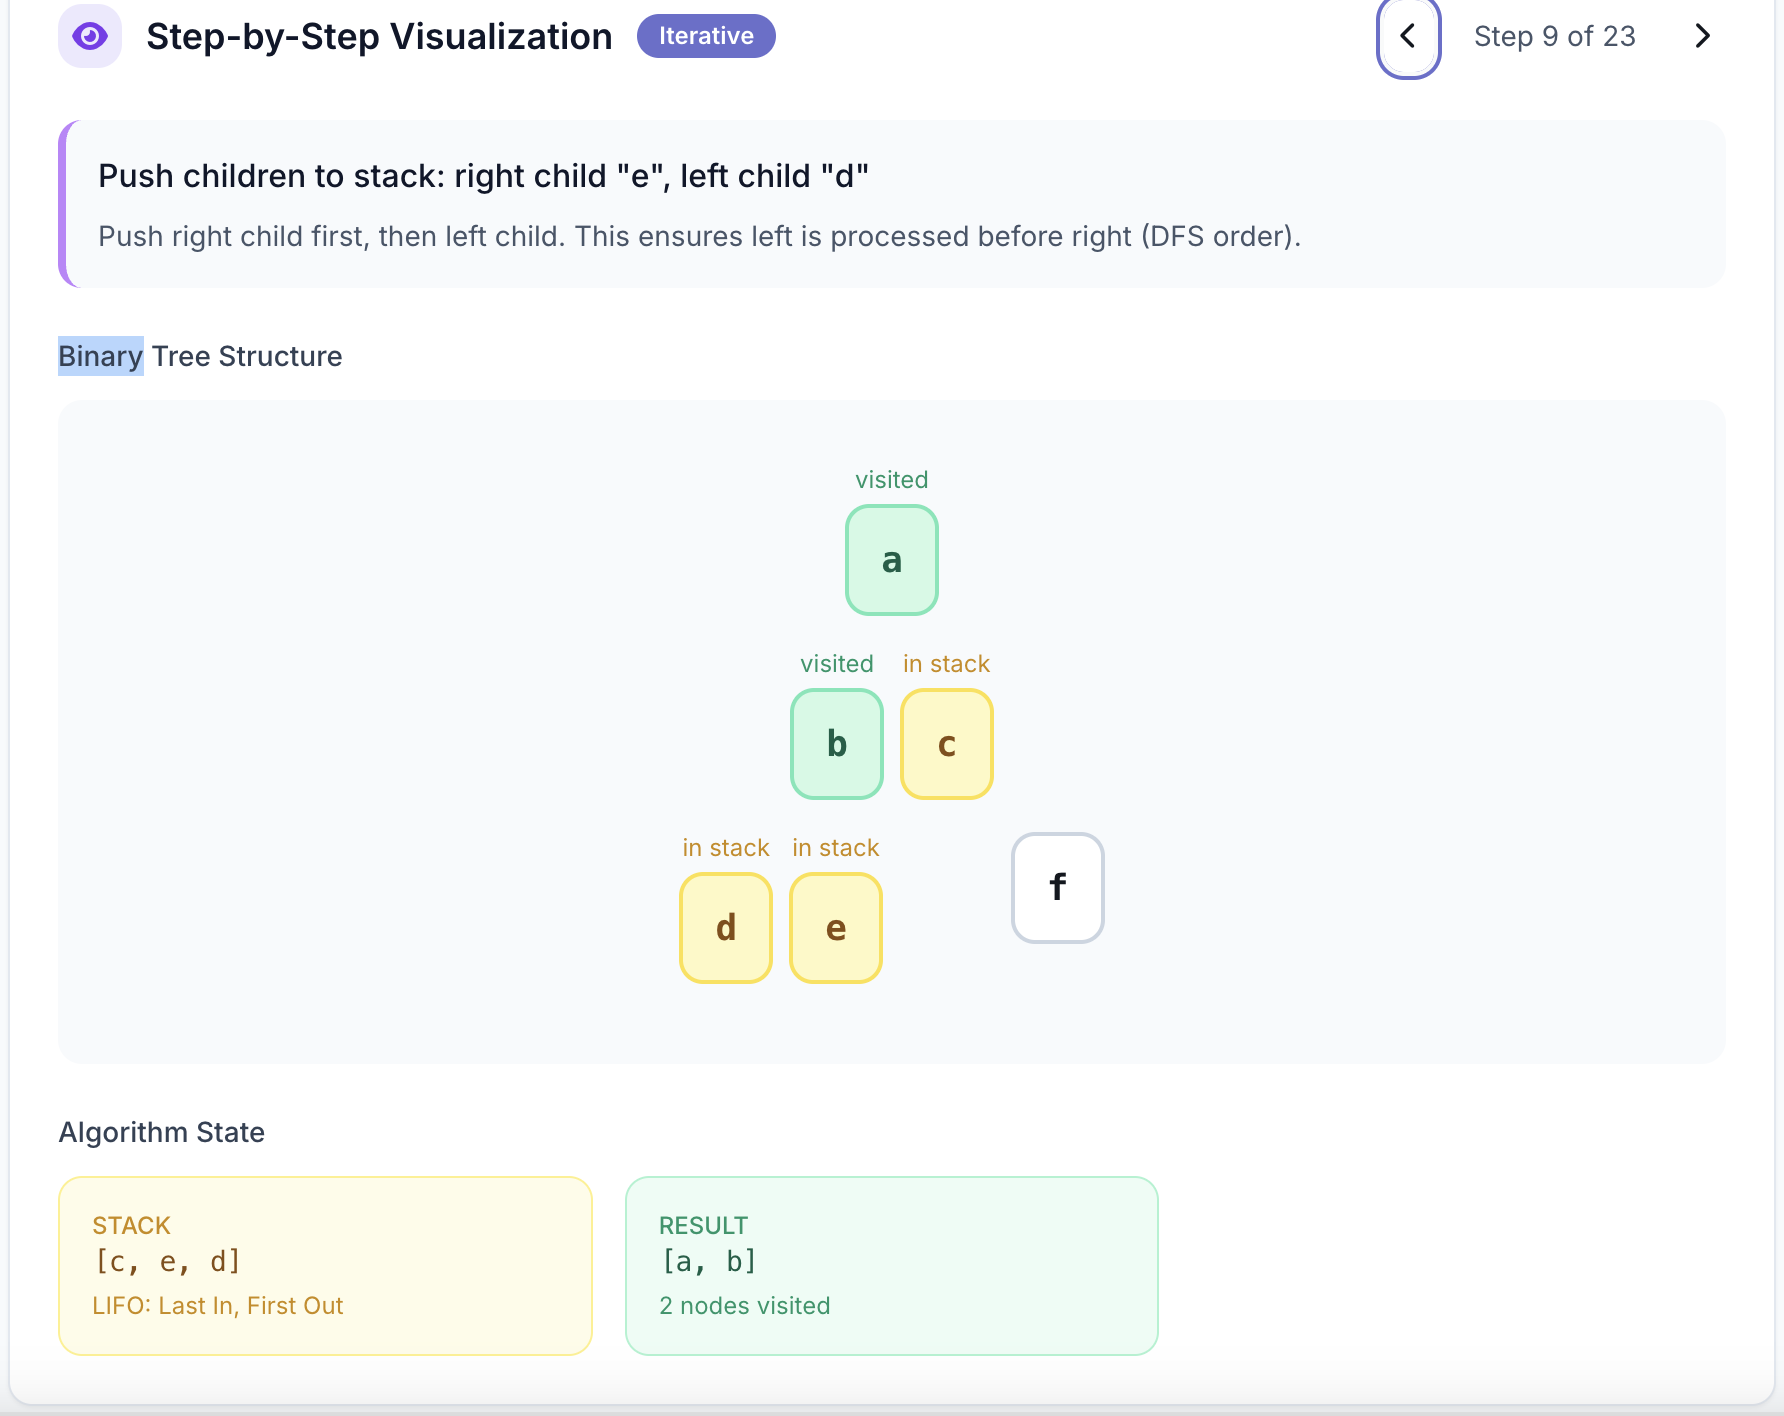 Step-by-Step Visualization
Iterative
Step 9 of 23
Push children to stack: right child "e", left child "d"
Push right child first, then left child. This ensures left is processed before right (DFS order).
Binary Tree Structure
visited
a
visited in stack
b c
in stack in stack
d e f
Algorithm State
STACK
[c, e, d]
LIFO: Last In, First Out
RESULT
[a, b]
2 nodes visited